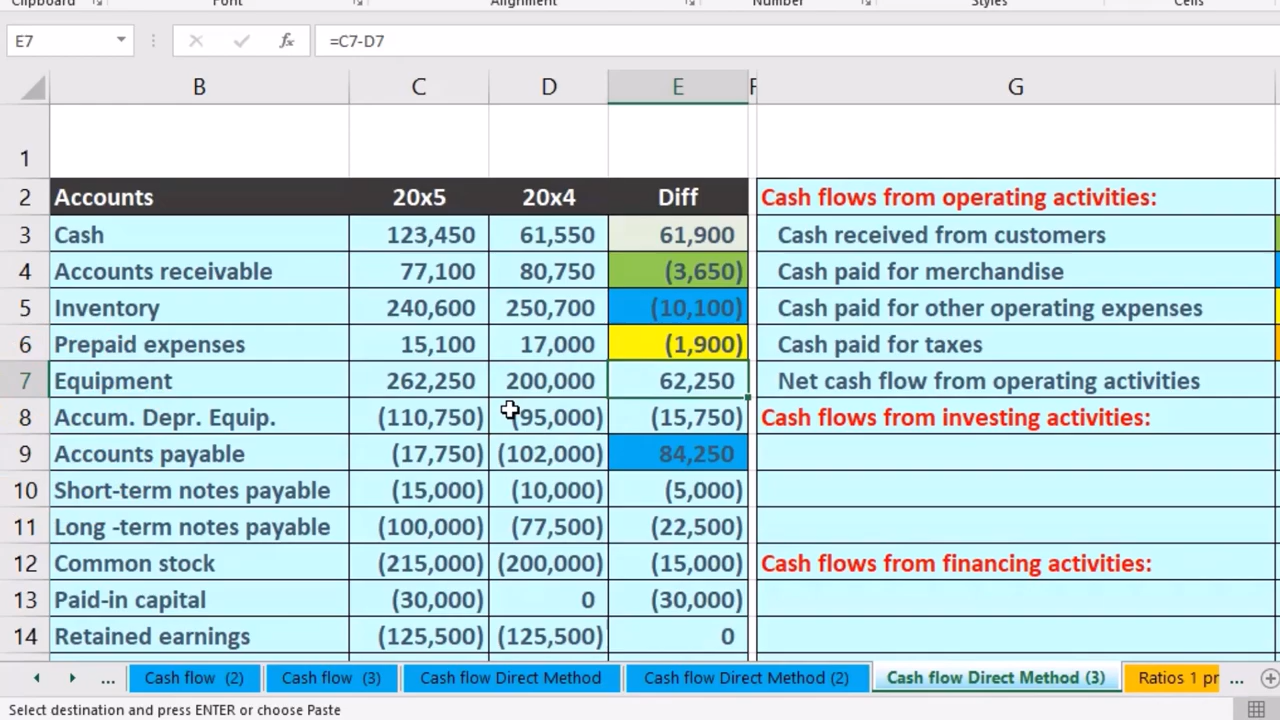 Clipboard Font Alignment Number Styles Cells
E7 fx =C7-D7
B C D E F G
1
2 Accounts 20x5 20x4 Diff Cash flows from operating activities:
3 Cash 123,450 61,550 61,900 Cash received from customers
4 Accounts receivable 77,100 80,750 (3,650) Cash paid for merchandise
5 Inventory 240,600 250,700 (10,100) Cash paid for other operating expenses
6 Prepaid expenses 15,100 17,000 (1,900) Cash paid for taxes
7 Equipment 262,250 200,000 62,250 Net cash flow from operating activities
8 Accum. Depr. Equip. (110,750) (95,000) (15,750) Cash flows from investing activities:
9 Accounts payable (17,750) (102,000) 84,250
10 Short-term notes payable (15,000) (10,000) (5,000)
11 Long -term notes payable (100,000) (77,500) (22,500)
12 Common stock (215,000) (200,000) (15,000) Cash flows from financing activities:
13 Paid-in capital (30,000) 0 (30,000)
14 Retained earnings (125,500) (125,500) 0
... Cash flow (2) Cash flow (3) Cash flow Direct Method Cash flow Direct Method (2) Cash flow Direct Method (3) Ratios 1 pr ...
Select destination and press ENTER or choose Paste